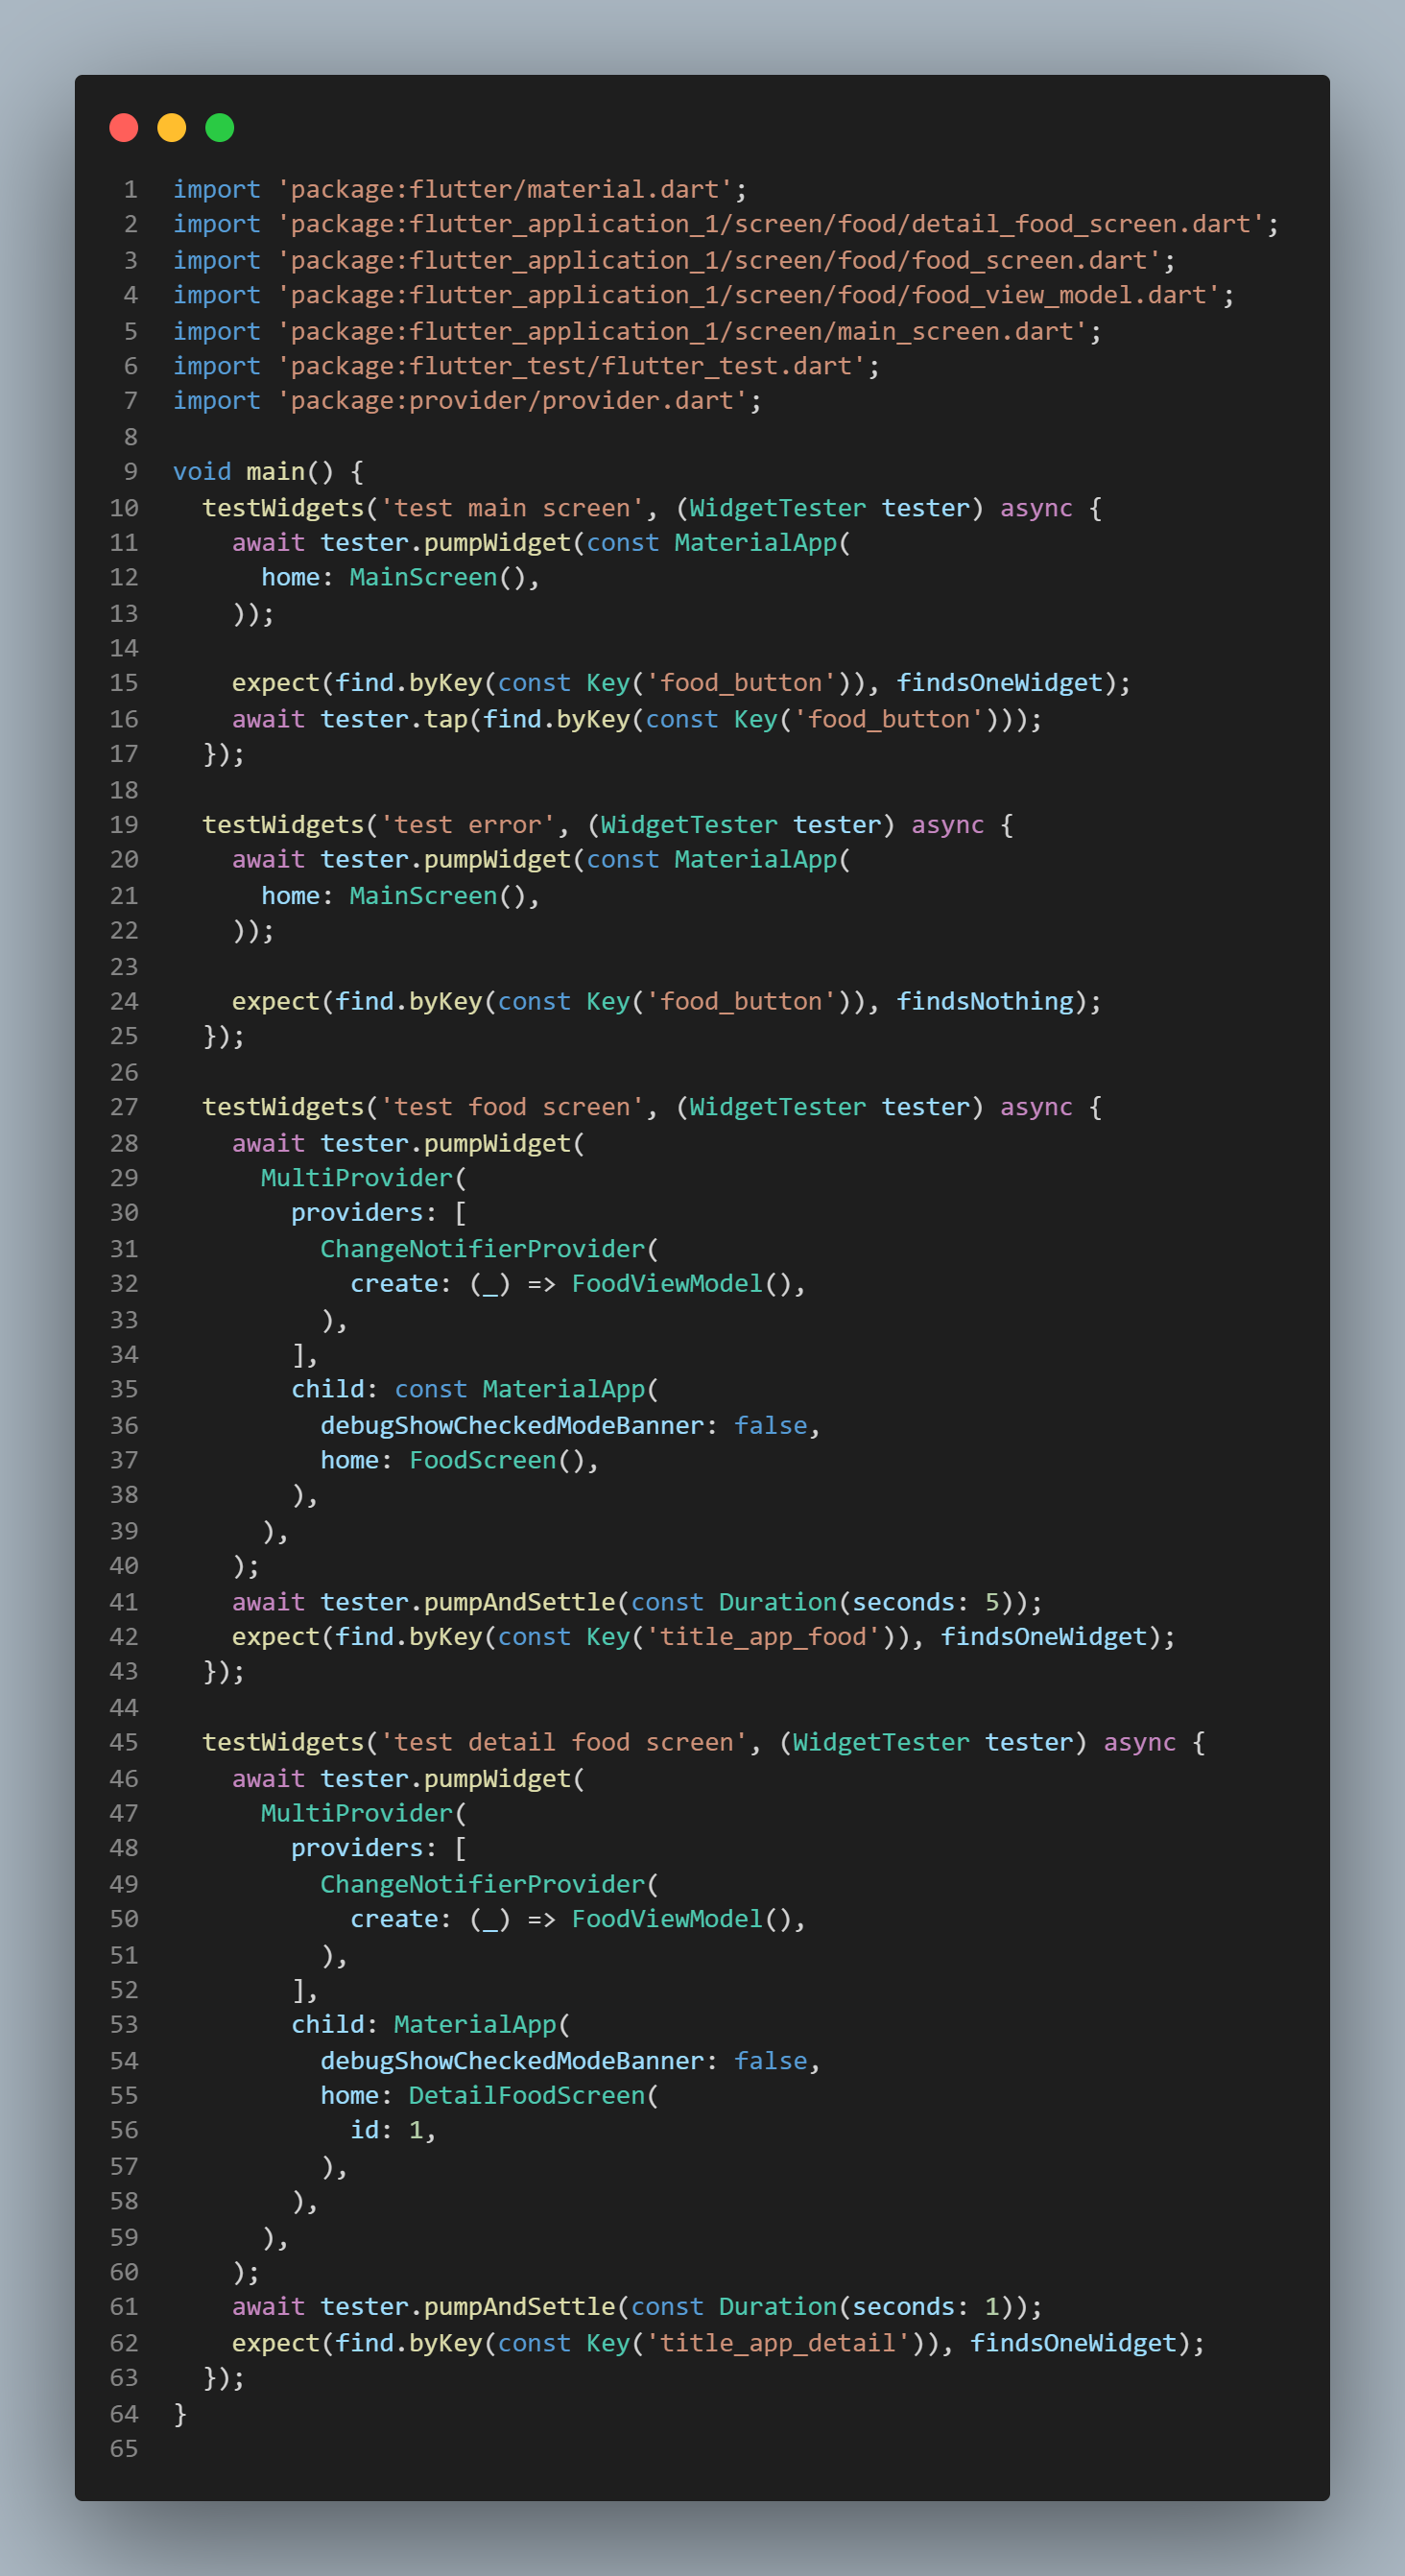 1 import 'package:flutter/material.dart';
2 import 'package:flutter_application_1/screen/food/detail_food_screen.dart';
3 import 'package:flutter_application_1/screen/food/food_screen.dart';
4 import 'package:flutter_application_1/screen/food/food_view_model.dart';
5 import 'package:flutter_application_1/screen/main_screen.dart';
6 import 'package:flutter_test/flutter_test.dart';
7 import 'package:provider/provider.dart';
8
9 void main() {
10   testWidgets('test main screen', (WidgetTester tester) async {
11     await tester.pumpWidget(const MaterialApp(
12       home: MainScreen(),
13     ));
14
15     expect(find.byKey(const Key('food_button')), findsOneWidget);
16     await tester.tap(find.byKey(const Key('food_button')));
17   });
18
19   testWidgets('test error', (WidgetTester tester) async {
20     await tester.pumpWidget(const MaterialApp(
21       home: MainScreen(),
22     ));
23
24     expect(find.byKey(const Key('food_button')), findsNothing);
25   });
26
27   testWidgets('test food screen', (WidgetTester tester) async {
28     await tester.pumpWidget(
29       MultiProvider(
30         providers: [
31           ChangeNotifierProvider(
32             create: (_) => FoodViewModel(),
33           ),
34         ],
35         child: const MaterialApp(
36           debugShowCheckedModeBanner: false,
37           home: FoodScreen(),
38         ),
39       ),
40     );
41     await tester.pumpAndSettle(const Duration(seconds: 5));
42     expect(find.byKey(const Key('title_app_food')), findsOneWidget);
43   });
44
45   testWidgets('test detail food screen', (WidgetTester tester) async {
46     await tester.pumpWidget(
47       MultiProvider(
48         providers: [
49           ChangeNotifierProvider(
50             create: (_) => FoodViewModel(),
51           ),
52         ],
53         child: MaterialApp(
54           debugShowCheckedModeBanner: false,
55           home: DetailFoodScreen(
56             id: 1,
57           ),
58         ),
59       ),
60     );
61     await tester.pumpAndSettle(const Duration(seconds: 1));
62     expect(find.byKey(const Key('title_app_detail')), findsOneWidget);
63   });
64 }
65